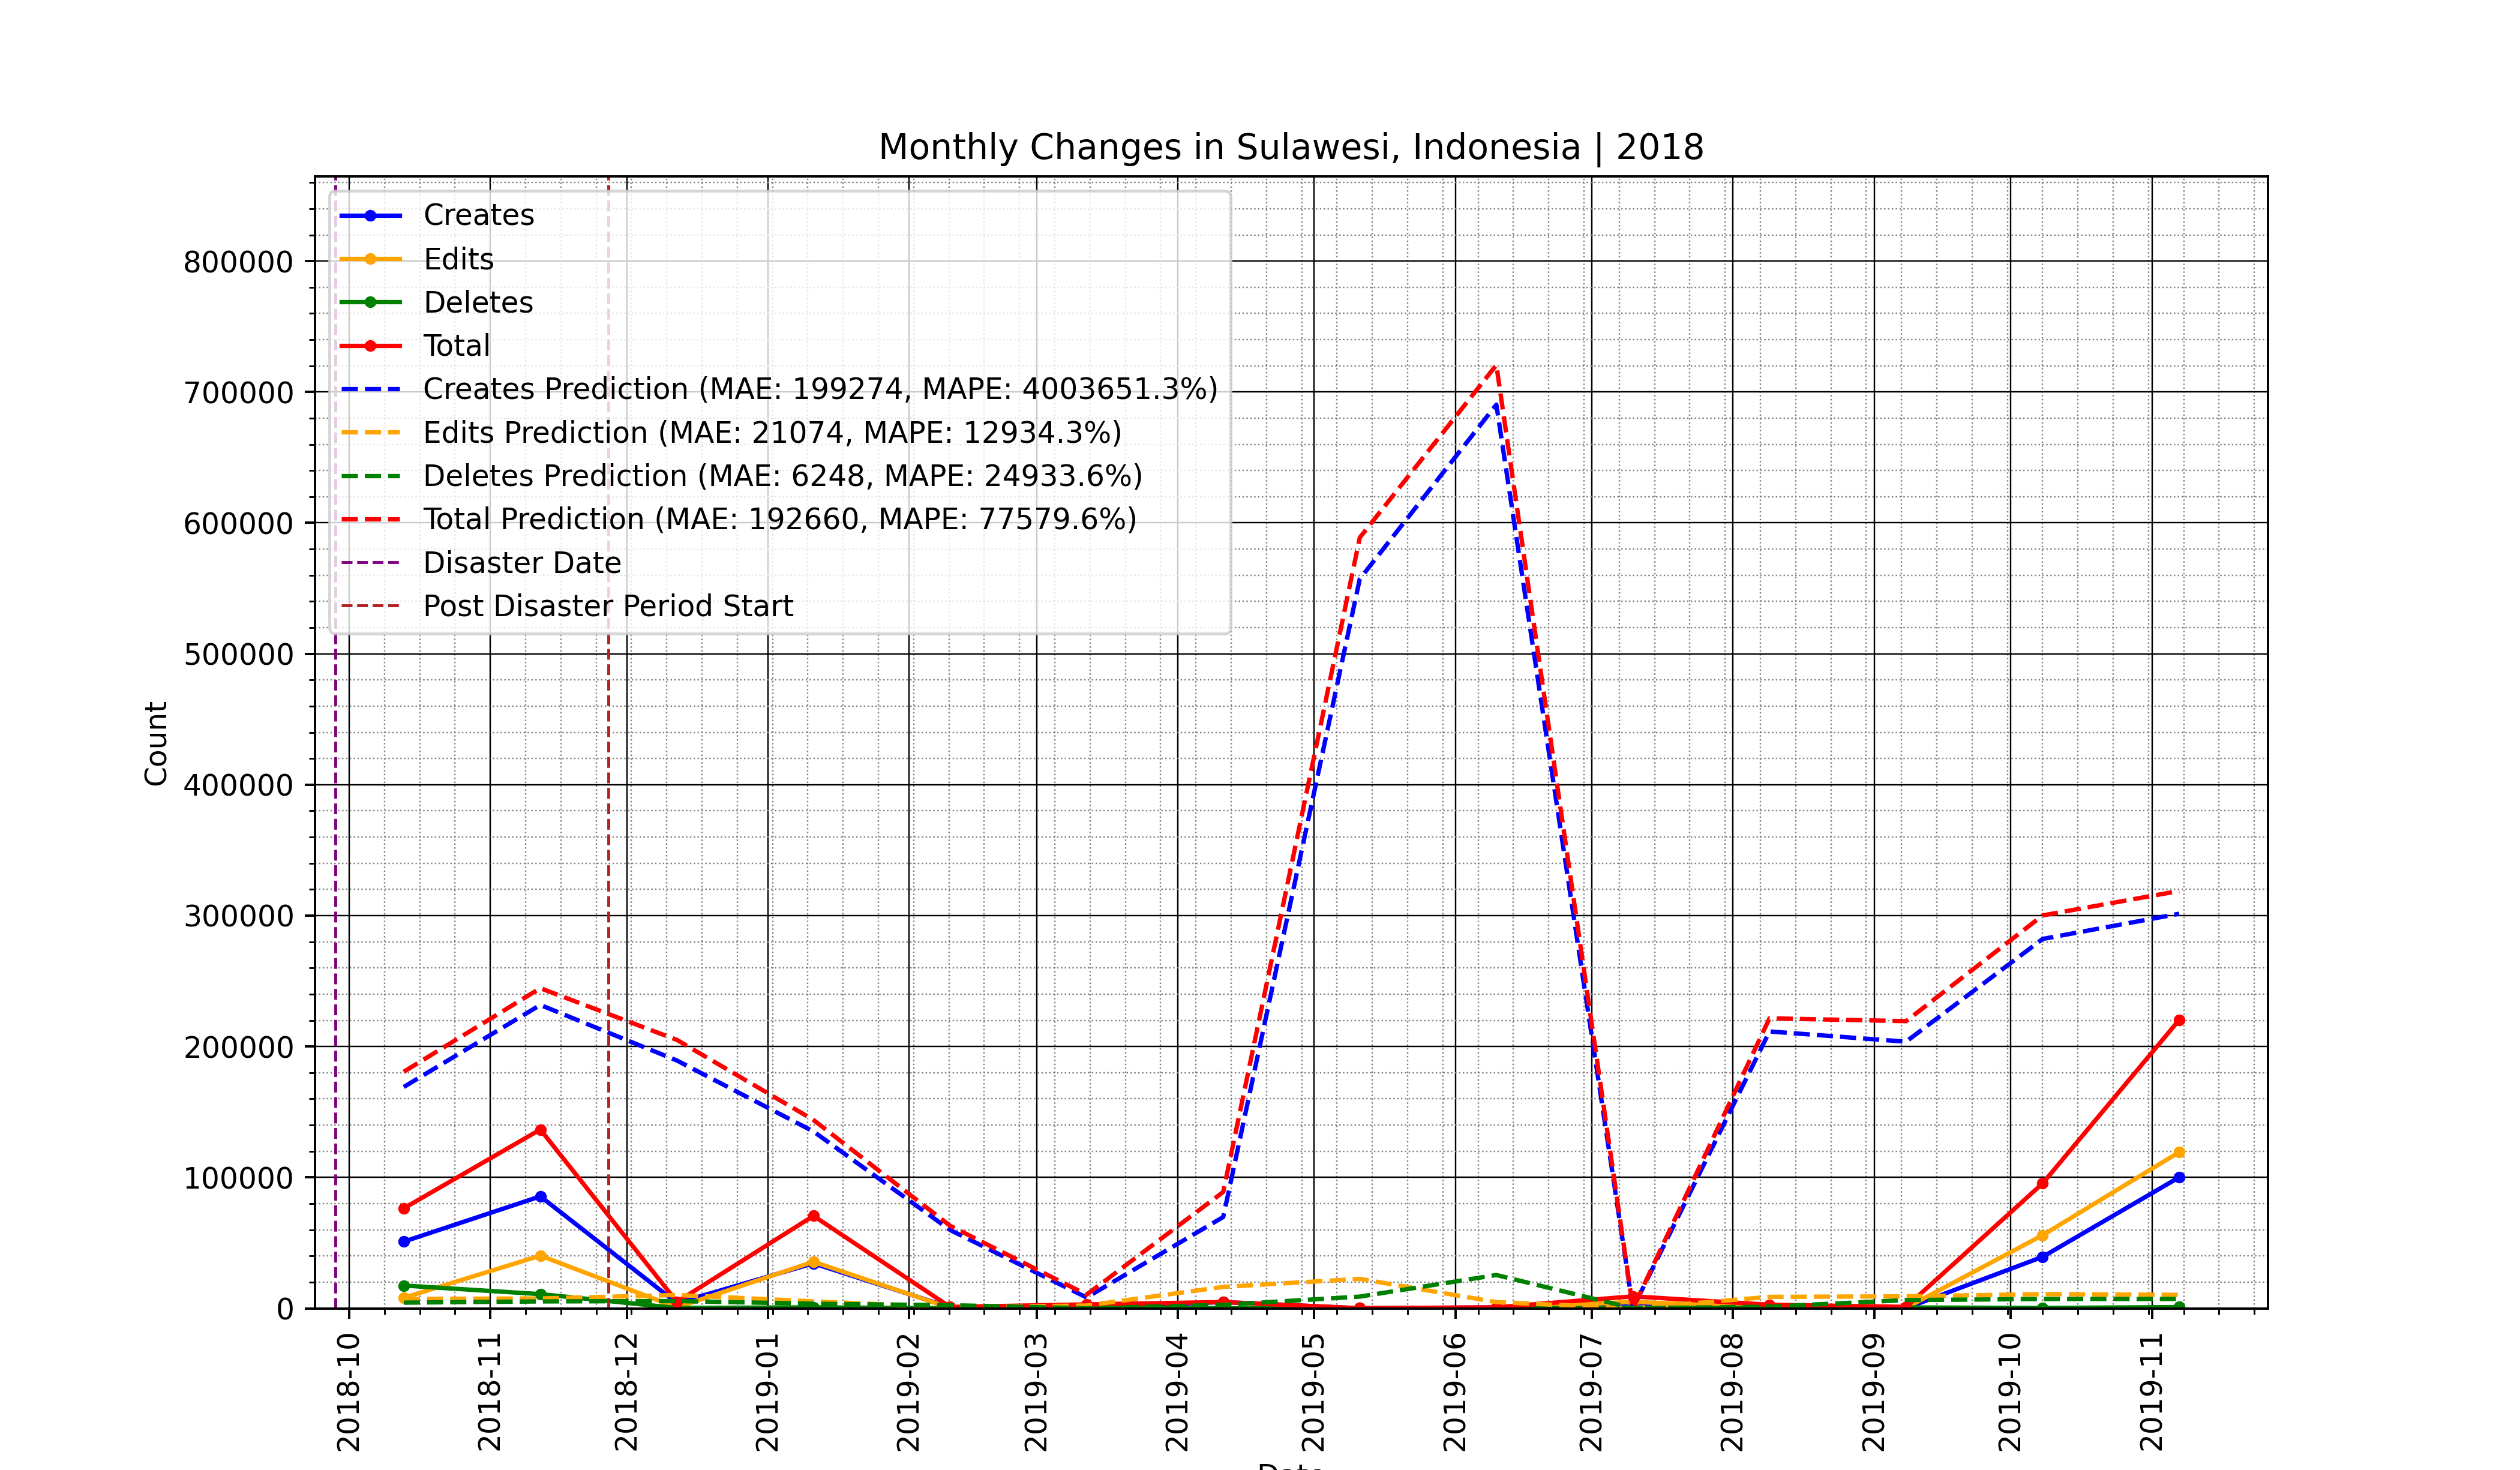 Monthly Changes in Sulawesi, Indonesia | 2018
Creates
Edits
Deletes
Total
Creates Prediction (MAE: 199274, MAPE: 4003651.3%)
Edits Prediction (MAE: 21074, MAPE: 12934.3%)
Deletes Prediction (MAE: 6248, MAPE: 24933.6%)
Total Prediction (MAE: 192660, MAPE: 77579.6%)
Disaster Date
Post Disaster Period Start
Count
800000
700000
600000
500000
400000
300000
200000
100000
0
2018-10
2018-11
2018-12
2019-01
2019-02
2019-03
2019-04
2019-05
2019-06
2019-07
2019-08
2019-09
2019-10
2019-11